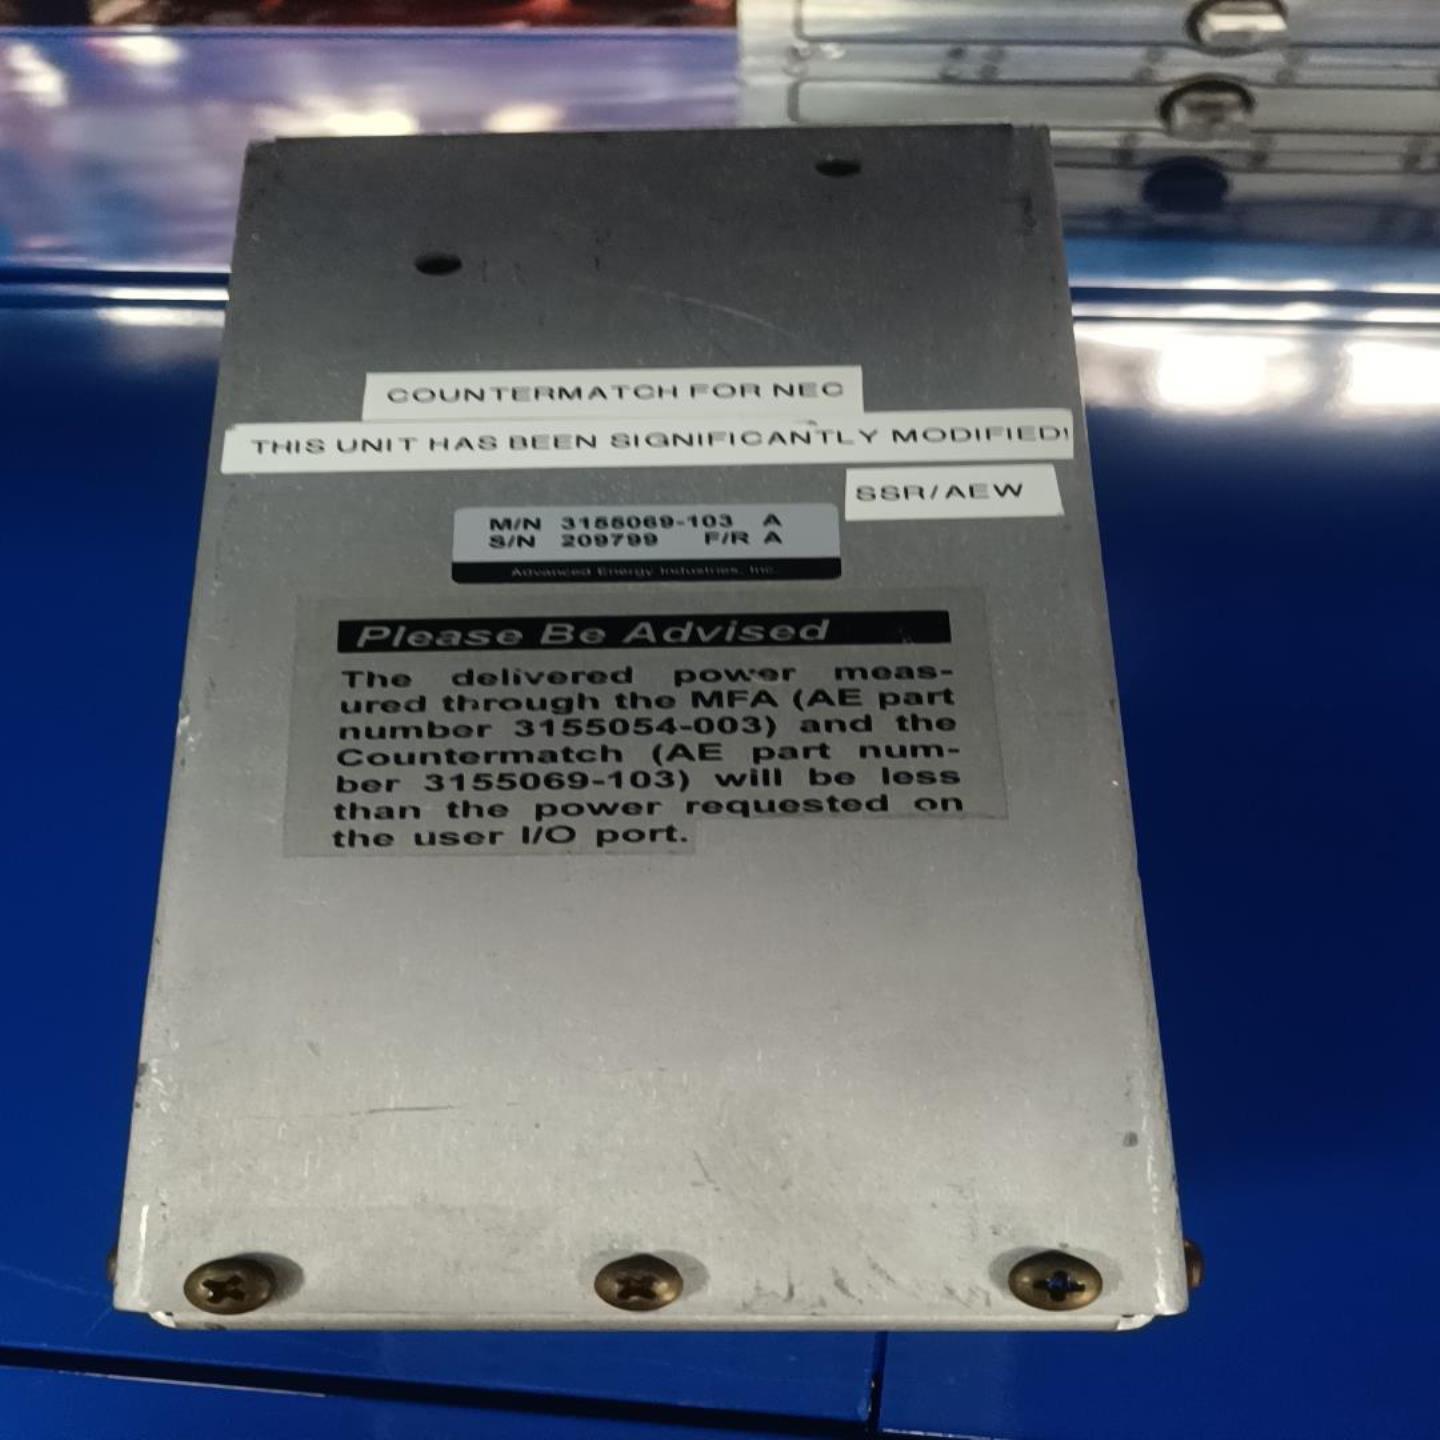 COUNTERMATCH FOR NEC
THIS UNIT HAS BEEN SIGNIFICANTLY MODIFIED!
SSR/AEW
M/N 3155069-103 A
S/N 209799 F/R A
Advanced Energy Industries, Inc.
Please Be Advised
The delivered power meas-
ured through the MFA (AE part
number 3155054-003) and the
Countermatch (AE part num-
ber 3155069-103) will be less
than the power requested on
the user I/O port.